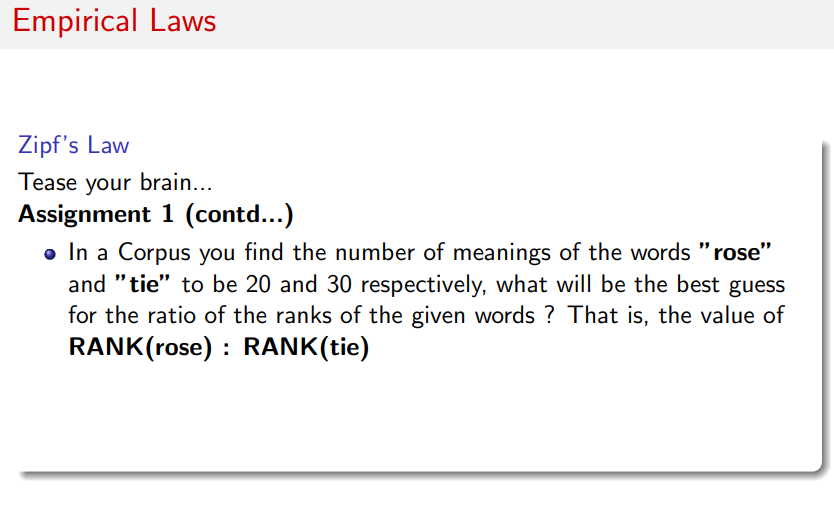 Empirical Laws
Zipf's Law
Tease your brain...
Assignment 1 (contd...)
In a Corpus you find the number of meanings of the words "rose"
and "tie" to be 20 and 30 respectively, what will be the best guess
for the ratio of the ranks of the given words ? That is, the value of
RANK(rose) : RANK(tie)